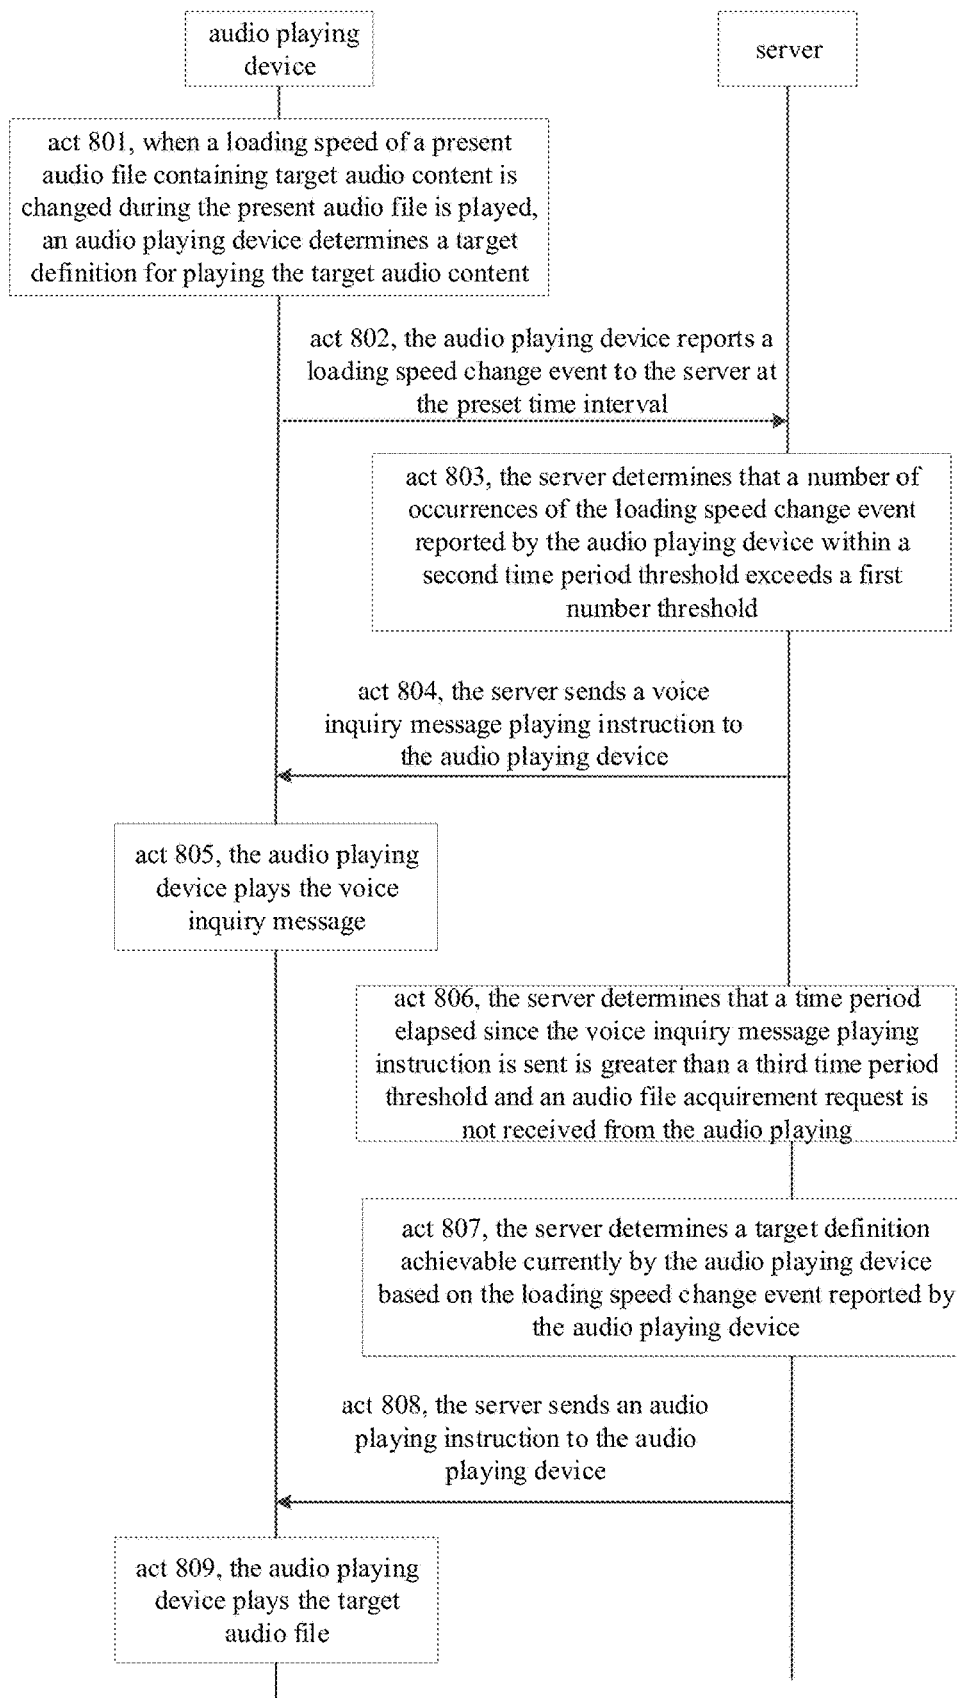 audio playing
device
server
act 801, when a loading speed of a present
audio file containing target audio content is
changed during the present audio file is played,
an audio playing device determines a target
definition for playing the target audio content
act 802, the audio playing device reports a
loading speed change event to the server at
the preset time interval
act 803, the server determines that a number of
occurrences of the loading speed change event
reported by the audio playing device within a
second time period threshold exceeds a first
number threshold
act 804, the server sends a voice
inquiry message playing instruction to
the audio playing device
act 805, the audio playing
device plays the voice
inquiry message
act 806, the server determines that a time period
elapsed since the voice inquiry message playing
instruction is sent is greater than a third time period
threshold and an audio file acquirement request is
not received from the audio playing
act 807, the server determines a target definition
achievable currently by the audio playing device
based on the loading speed change event reported by
the audio playing device
act 808, the server sends an audio
playing instruction to the audio
playing device
act 809, the audio playing
device plays the target
audio file